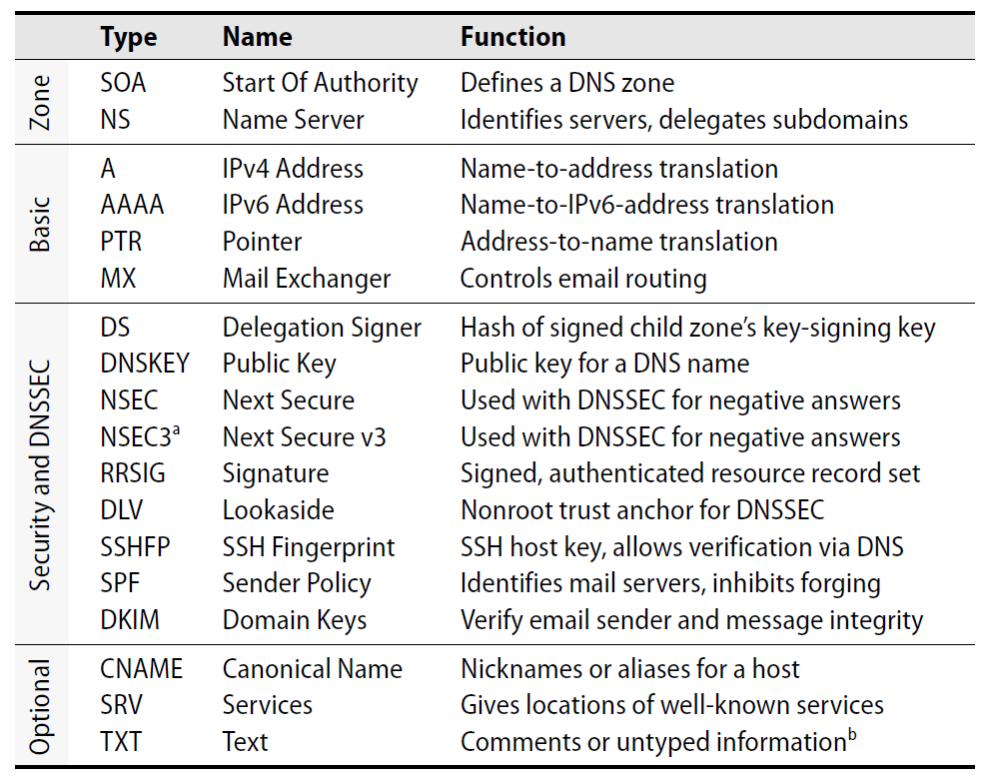 Type Name Function
Zone
SOA Start Of Authority Defines a DNS zone
NS Name Server Identifies servers, delegates subdomains
Basic
A IPv4 Address Name-to-address translation
AAAA IPv6 Address Name-to-IPv6-address translation
PTR Pointer Address-to-name translation
MX Mail Exchanger Controls email routing
Security and DNSSEC
DS Delegation Signer Hash of signed child zone’s key-signing key
DNSKEY Public Key Public key for a DNS name
NSEC Next Secure Used with DNSSEC for negative answers
NSEC3a Next Secure v3 Used with DNSSEC for negative answers
RRSIG Signature Signed, authenticated resource record set
DLV Lookaside Nonroot trust anchor for DNSSEC
SSHFP SSH Fingerprint SSH host key, allows verification via DNS
SPF Sender Policy Identifies mail servers, inhibits forging
DKIM Domain Keys Verify email sender and message integrity
Optional
CNAME Canonical Name Nicknames or aliases for a host
SRV Services Gives locations of well-known services
TXT Text Comments or untyped informationb